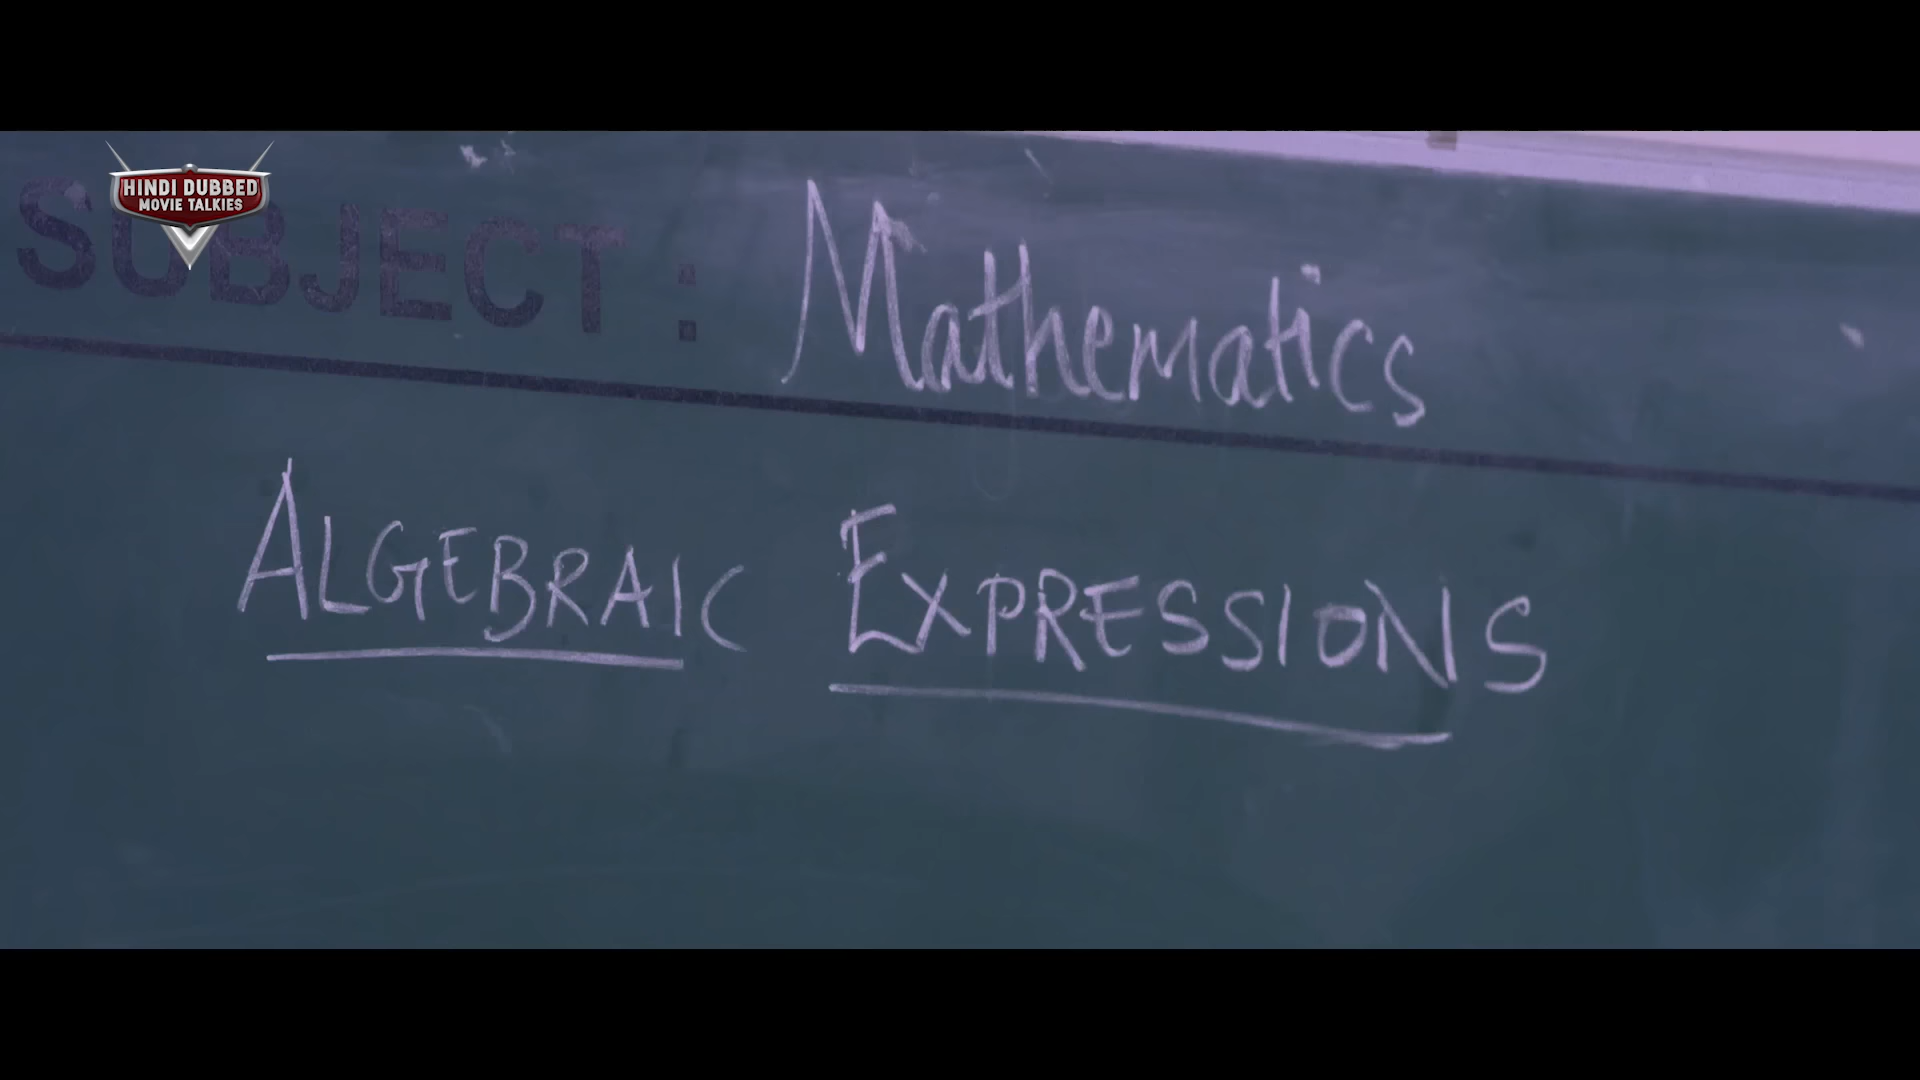 HINDI DUBBED
MOVIE TALKIES
SUBJECT : Mathematics
ALGEBRAIC EXPRESSIONS